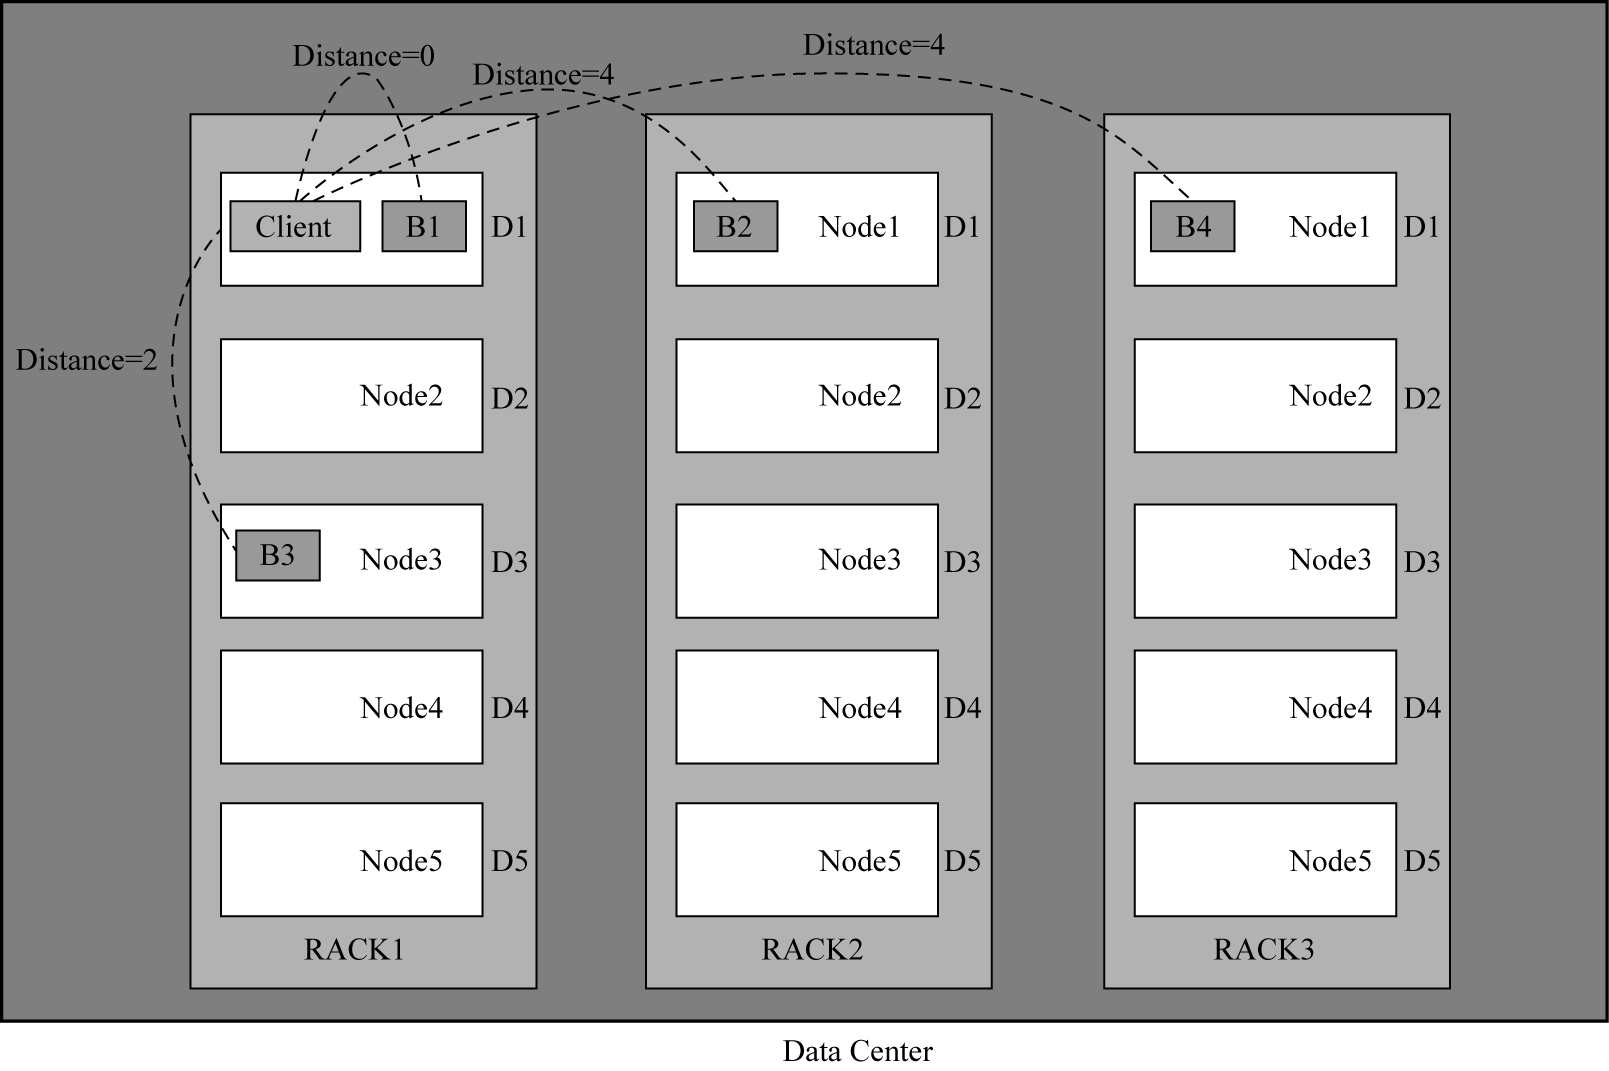 Distance=0
Distance=4
Distance=4
Client B1 D1
B2 Node1 D1
B4 Node1 D1
Distance=2
Node2 D2
Node2 D2
Node2 D2
B3 Node3 D3
Node3 D3
Node3 D3
Node4 D4
Node4 D4
Node4 D4
Node5 D5
Node5 D5
Node5 D5
RACK1
RACK2
RACK3
Data Center